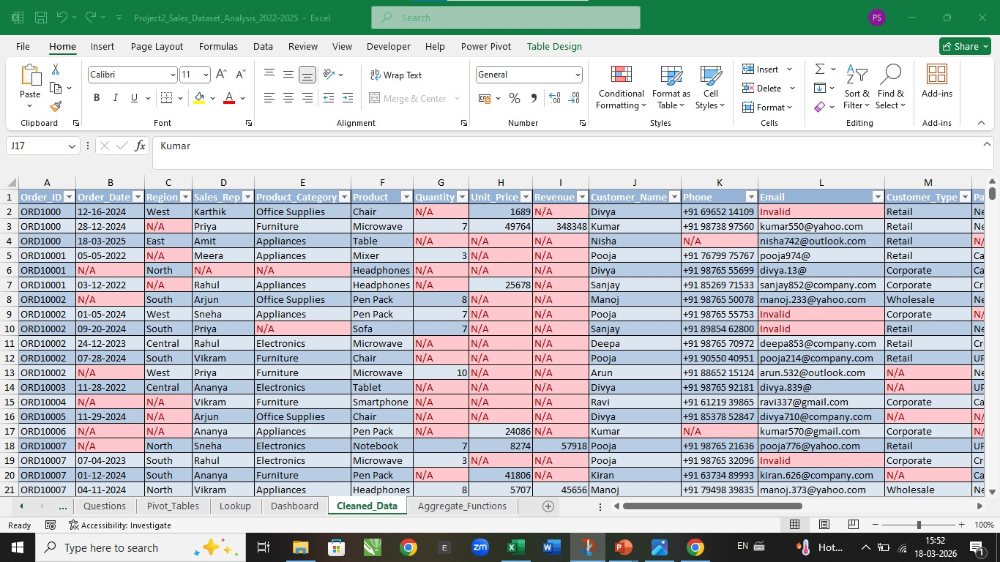 Project2_Sales_Dataset_Analysis_2022-2025 - Excel
Search
PS
File Home Insert Page Layout Formulas Data Review View Developer Help Power Pivot Table Design Share
Paste
Calibri 11
B I U
Wrap Text
Merge & Center
General
Conditional Formatting
Format as Table
Cell Styles
Insert
Delete
Format
Sort & Filter
Find & Select
Add-ins
Clipboard Font Alignment Number Styles Cells Editing Add-ins
J17 fx Kumar
A B C D E F G H I J K L M
1 Order_ID Order_Date Region Sales_Rep Product_Category Product Quantity Unit_Price Revenue Customer_Name Phone Email Customer_Type Pa
2 ORD1000 12-16-2024 West Karthik Office Supplies Chair N/A 1689 N/A Divya +91 69652 14109 Invalid Retail Ne
3 ORD1000 28-12-2024 N/A Priya Furniture Microwave 7 49764 348348 Kumar +91 98738 97560 kumar550@yahoo.com Retail Ne
4 ORD1000 18-03-2025 East Amit Appliances Table N/A N/A N/A Nisha N/A nisha742@outlook.com Retail N/
5 ORD10001 05-05-2022 N/A Meera Appliances Mixer 3 N/A N/A Pooja +91 76799 75767 pooja974@ Retail Ca
6 ORD10001 N/A North N/A N/A Headphones N/A N/A N/A Divya +91 98765 55699 divya.13@ Corporate Ca
7 ORD10001 03-12-2022 N/A Rahul Appliances Headphones N/A 25678 N/A Sanjay +91 85269 71533 sanjay852@company.com Corporate Cr
8 ORD10002 N/A South Arjun Office Supplies Pen Pack 8 N/A N/A Manoj +91 98765 50078 manoj.233@yahoo.com Wholesale Ne
9 ORD10002 01-05-2024 West Sneha Appliances Pen Pack 7 N/A N/A Pooja +91 98765 55753 Invalid Corporate N/
10 ORD10002 09-20-2024 South Priya N/A Sofa 7 N/A N/A Sanjay +91 89854 62800 Invalid Retail Ne
11 ORD10002 24-12-2023 Central Rahul Electronics Microwave N/A N/A N/A Deepa +91 98765 70972 deepa853@company.com Retail Cr
12 ORD10002 07-28-2024 South Vikram Furniture Chair N/A N/A N/A Pooja +91 90550 40951 pooja214@company.com Retail UP
13 ORD10002 N/A West Priya Furniture Microwave 10 N/A N/A Arun +91 88652 15124 arun.532@outlook.com N/A Ne
14 ORD10003 11-28-2022 Central Ananya Electronics Tablet N/A N/A N/A Divya +91 98765 92181 divya.839@ N/A UP
15 ORD10004 N/A N/A Vikram Furniture Smartphone N/A N/A N/A Ravi +91 61219 39865 ravi337@gmail.com Corporate Ca
16 ORD10005 11-29-2024 N/A Arjun Office Supplies Chair N/A N/A N/A Divya +91 85378 52847 divya710@company.com N/A N/
17 ORD10006 N/A N/A Ananya Appliances Pen Pack N/A 24086 N/A Kumar N/A kumar570@gmail.com Corporate N/
18 ORD10007 N/A North Sneha Electronics Notebook 7 8274 57918 Pooja +91 98765 21636 pooja776@yahoo.com Retail UP
19 ORD10007 07-04-2023 South Rahul Electronics Microwave 3 N/A N/A Pooja +91 98765 32096 Invalid Corporate Cr
20 ORD10007 01-12-2024 South Ananya Furniture Pen Pack N/A 41806 N/A Kiran +91 63734 89993 kiran.626@company.com N/A Ca
21 ORD10007 04-11-2024 North Vikram Appliances Headphones 8 5707 45656 Manoj +91 79498 39835 manoj.373@yahoo.com Wholesale N/
... Questions Pivot_Tables Lookup Dashboard Cleaned_Data Aggregate_Functions
Ready Accessibility: Investigate 100%
Type here to search
E
zm
EN
Hot...
15:52
18-03-2026
1